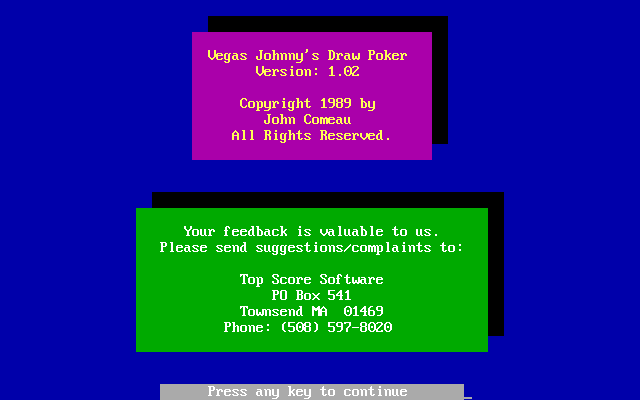 Vegas Johnny's Draw Poker
Version: 1.02
Copyright 1989 by
John Comeau
All Rights Reserved.
Your feedback is valuable to us.
Please send suggestions/complaints to:
Top Score Software
PO Box 541
Townsend MA  01469
Phone: (508) 597-8020
Press any key to continue